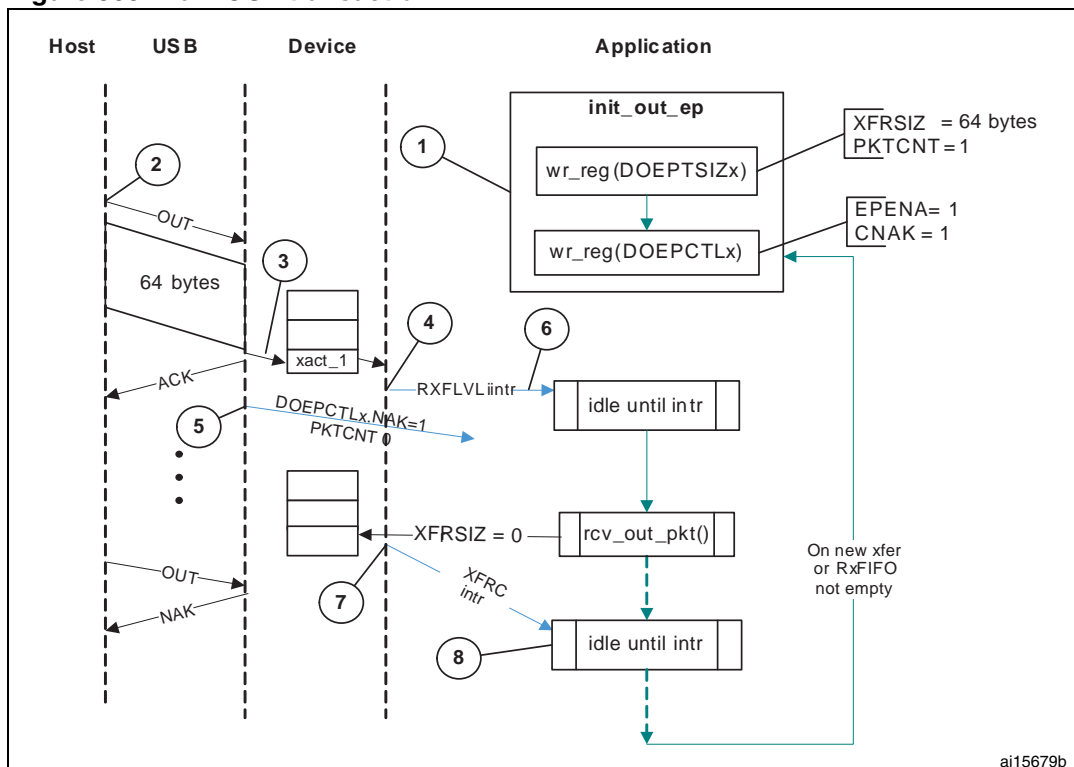 Host USB Device Application
init_out_ep
1
wr_reg(DOEPTSIZx)
XFRSIZ = 64 bytes
PKTCNT = 1
wr_reg(DOEPCTLx)
EPENA= 1
CNAK = 1
2
OUT
64 bytes
3
xact_1
ACK
4
RXFLVL iintr
6
idle until intr
5
DOEPCTLx,NAK=1
PKTCNT 0
XFRSIZ = 0
rcv_out_pkt()
On new xfer
or RxFIFO
not empty
OUT
NAK
7
XFRC
intr
8
idle until intr
ai15679b